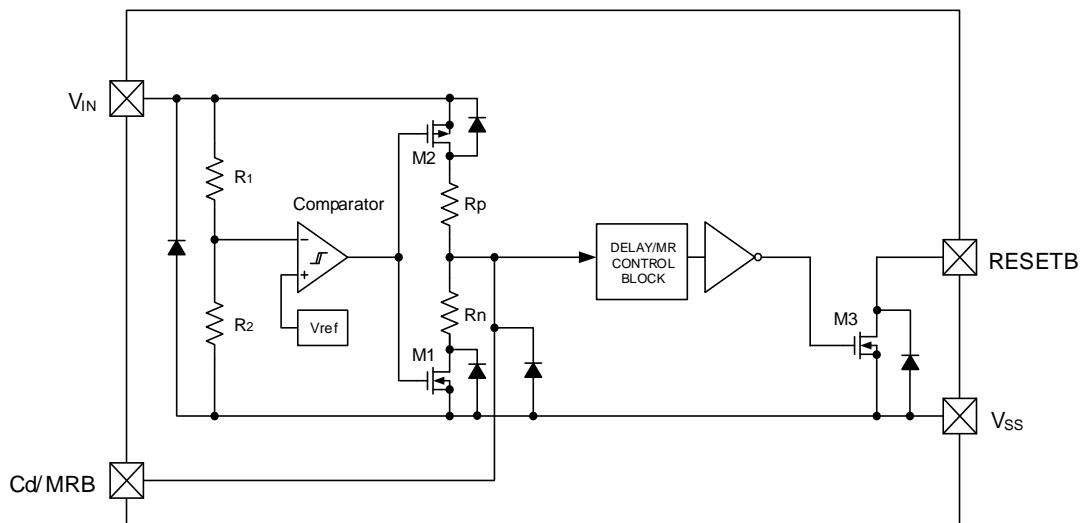 VIN
M2
R1
Rp
Comparator
−
+
Vref
R2
Rn
M1
DELAY/MR
CONTROL
BLOCK
M3
RESETB
VSS
Cd/MRB